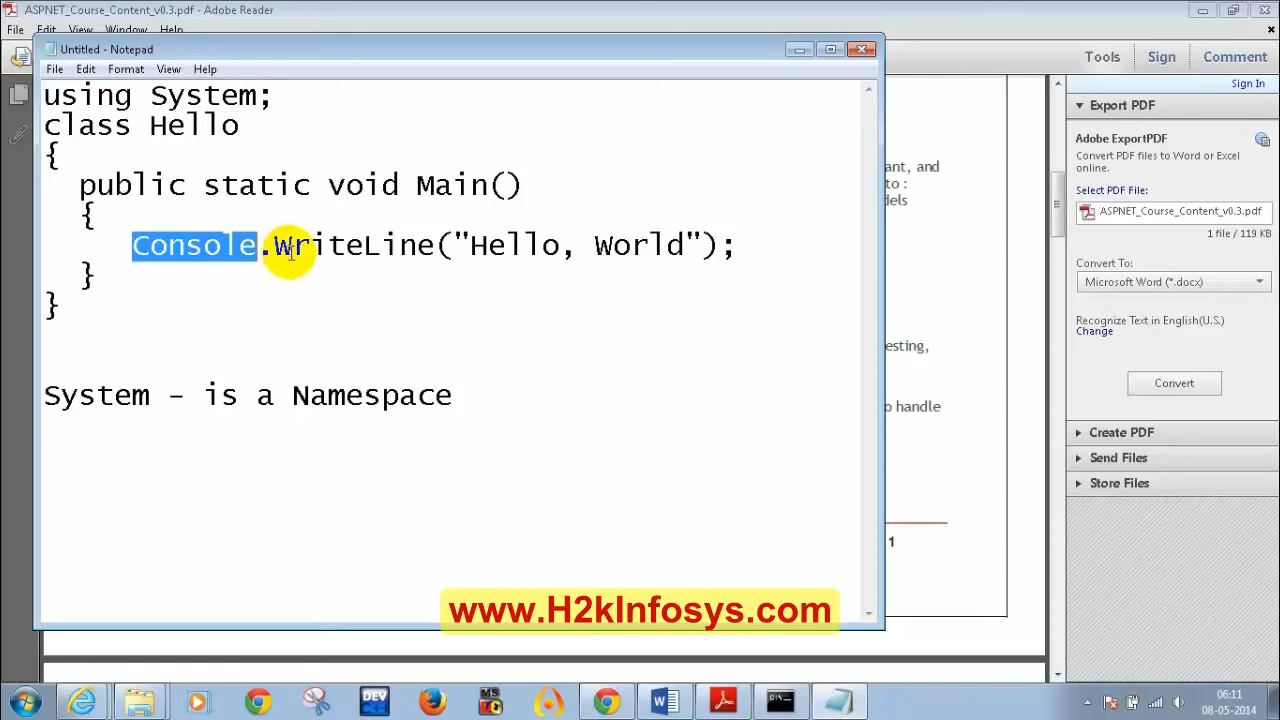 ASPNET_Course_Content_v0.3.pdf - Adobe Reader
File Edit View Window Help
Untitled - Notepad
File Edit Format View Help
using System;
class Hello
{
public static void Main()
{
Console.WriteLine("Hello, World");
}
}
System - is a Namespace
ant, and
to :
dels
esting,
o handle
1
Tools Sign Comment
Sign In
Export PDF
Adobe ExportPDF
Convert PDF files to Word or Excel
online.
Select PDF File:
ASPNET_Course_Content_v0.3.pdf
1 file / 119 KB
Convert To:
Microsoft Word (*.docx)
Recognize Text in English(U.S.)
Change
Convert
Create PDF
Send Files
Store Files
www.H2kInfosys.com
DEV
MS
W
C:\
06:11
08-05-2014